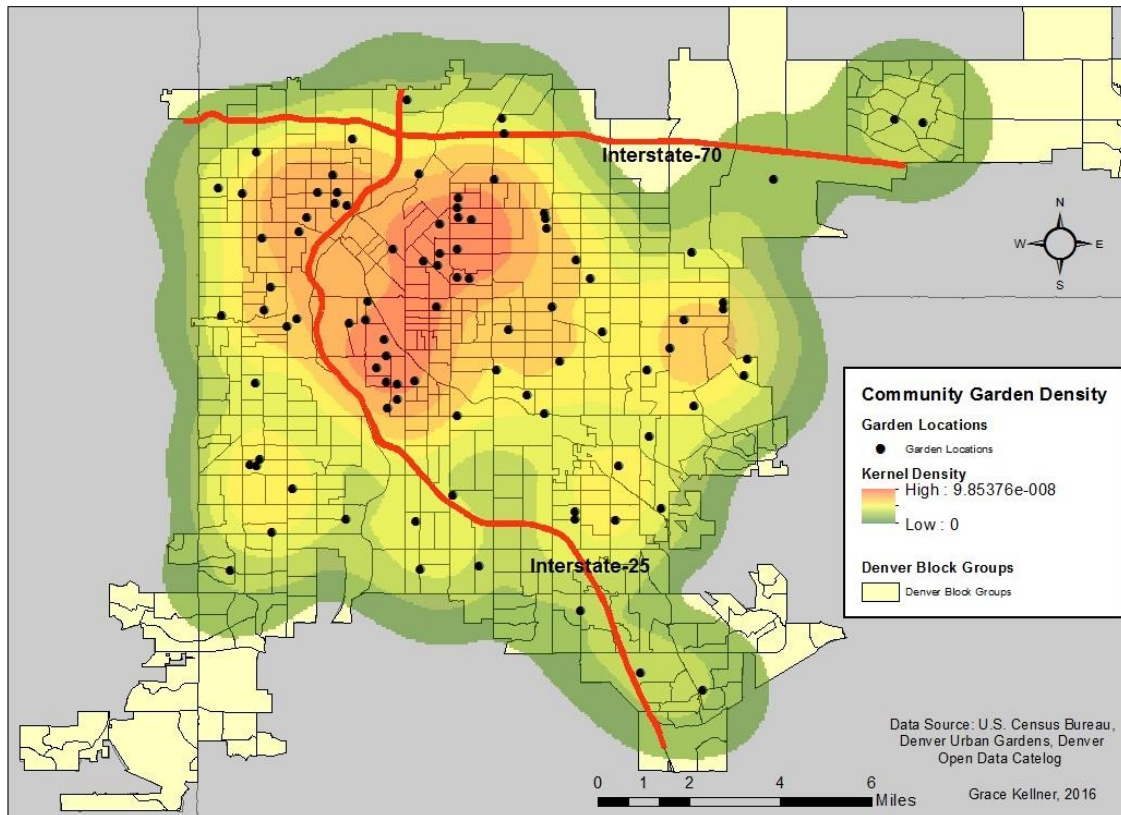 Interstate-70
N
W E
S
Community Garden Density
Garden Locations
Garden Locations
Kernel Density
High : 9.85376e-008
Low : 0
Interstate-25
Denver Block Groups
Denver Block Groups
Data Source: U.S. Census Bureau,
Denver Urban Gardens, Denver
Open Data Catelog
0 1 2 4 6
Miles
Grace Kellner, 2016